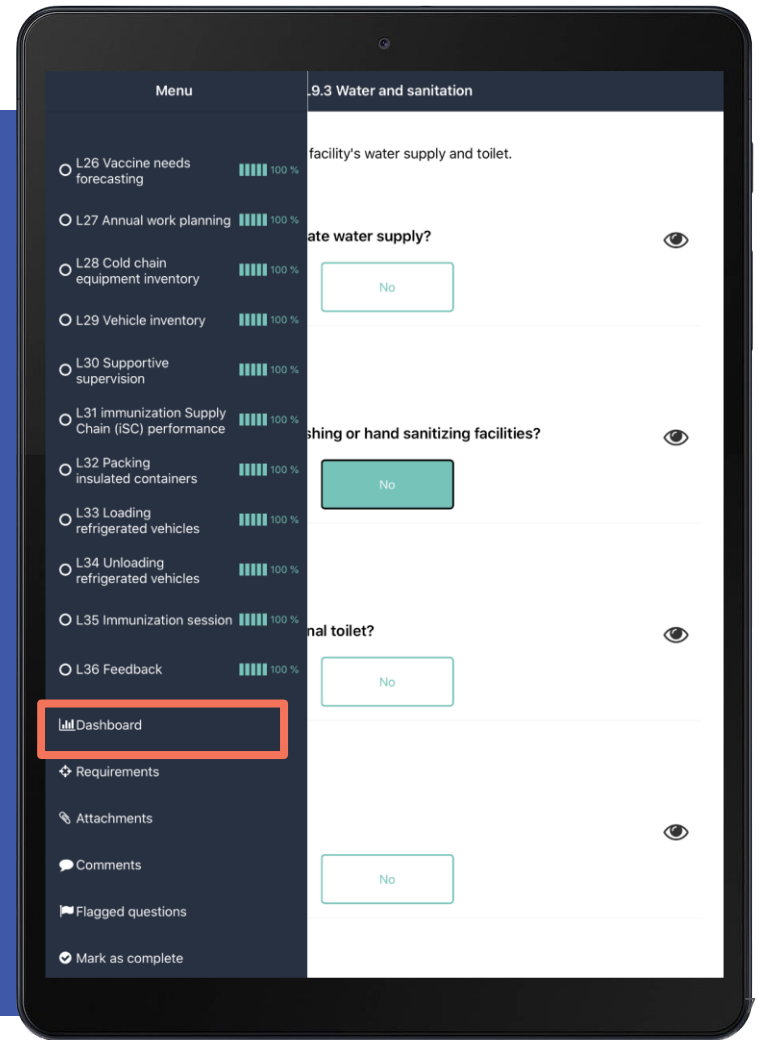 Menu
.9.3 Water and sanitation
facility's water supply and toilet.
L26 Vaccine needs
forecasting
100 %
L27 Annual work planning
100 %
ate water supply?
L28 Cold chain
equipment inventory
100 %
No
L29 Vehicle inventory
100 %
L30 Supportive
supervision
100 %
L31 immunization Supply
Chain (iSC) performance
100 %
shing or hand sanitizing facilities?
L32 Packing
insulated containers
100 %
No
L33 Loading
refrigerated vehicles
100 %
L34 Unloading
refrigerated vehicles
100 %
L35 Immunization session
100 %
nal toilet?
L36 Feedback
100 %
No
Dashboard
Requirements
Attachments
Comments
No
Flagged questions
Mark as complete
7